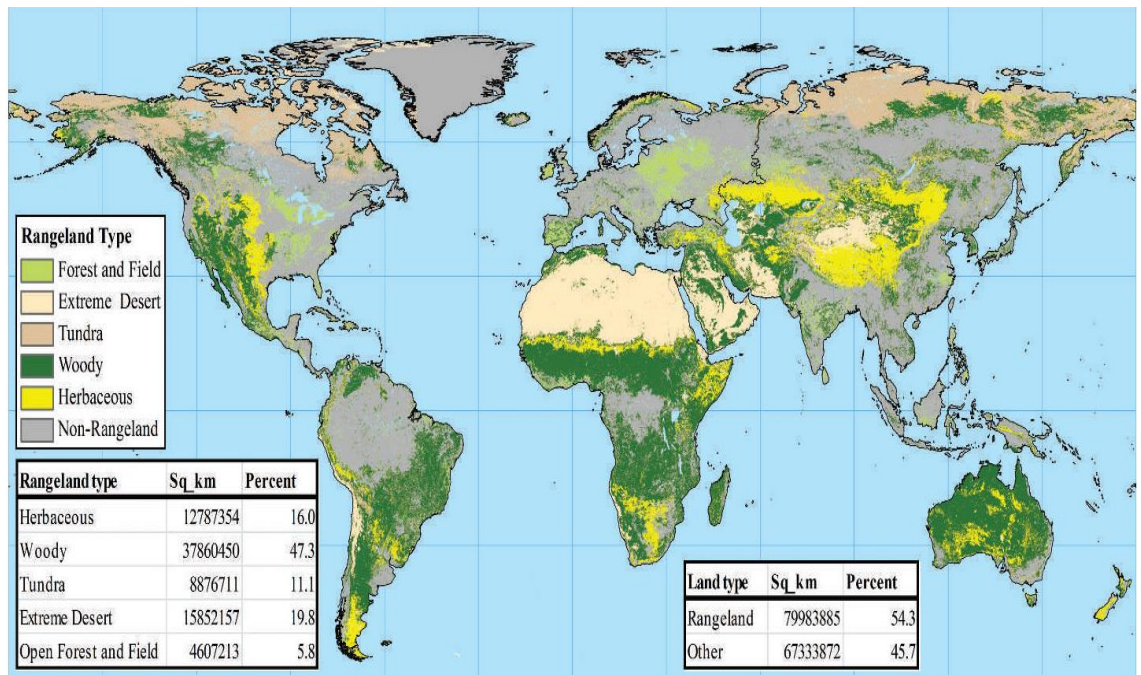 Rangeland Type
Forest and Field
Extreme Desert
Tundra
Woody
Herbaceous
Non-Rangeland
Rangeland type Sq_km Percent
Herbaceous 12787354 16.0
Woody 37860450 47.3
Tundra 8876711 11.1
Extreme Desert 15852157 19.8
Open Forest and Field 4607213 5.8
Land type Sq_km Percent
Rangeland 79983885 54.3
Other 67333872 45.7